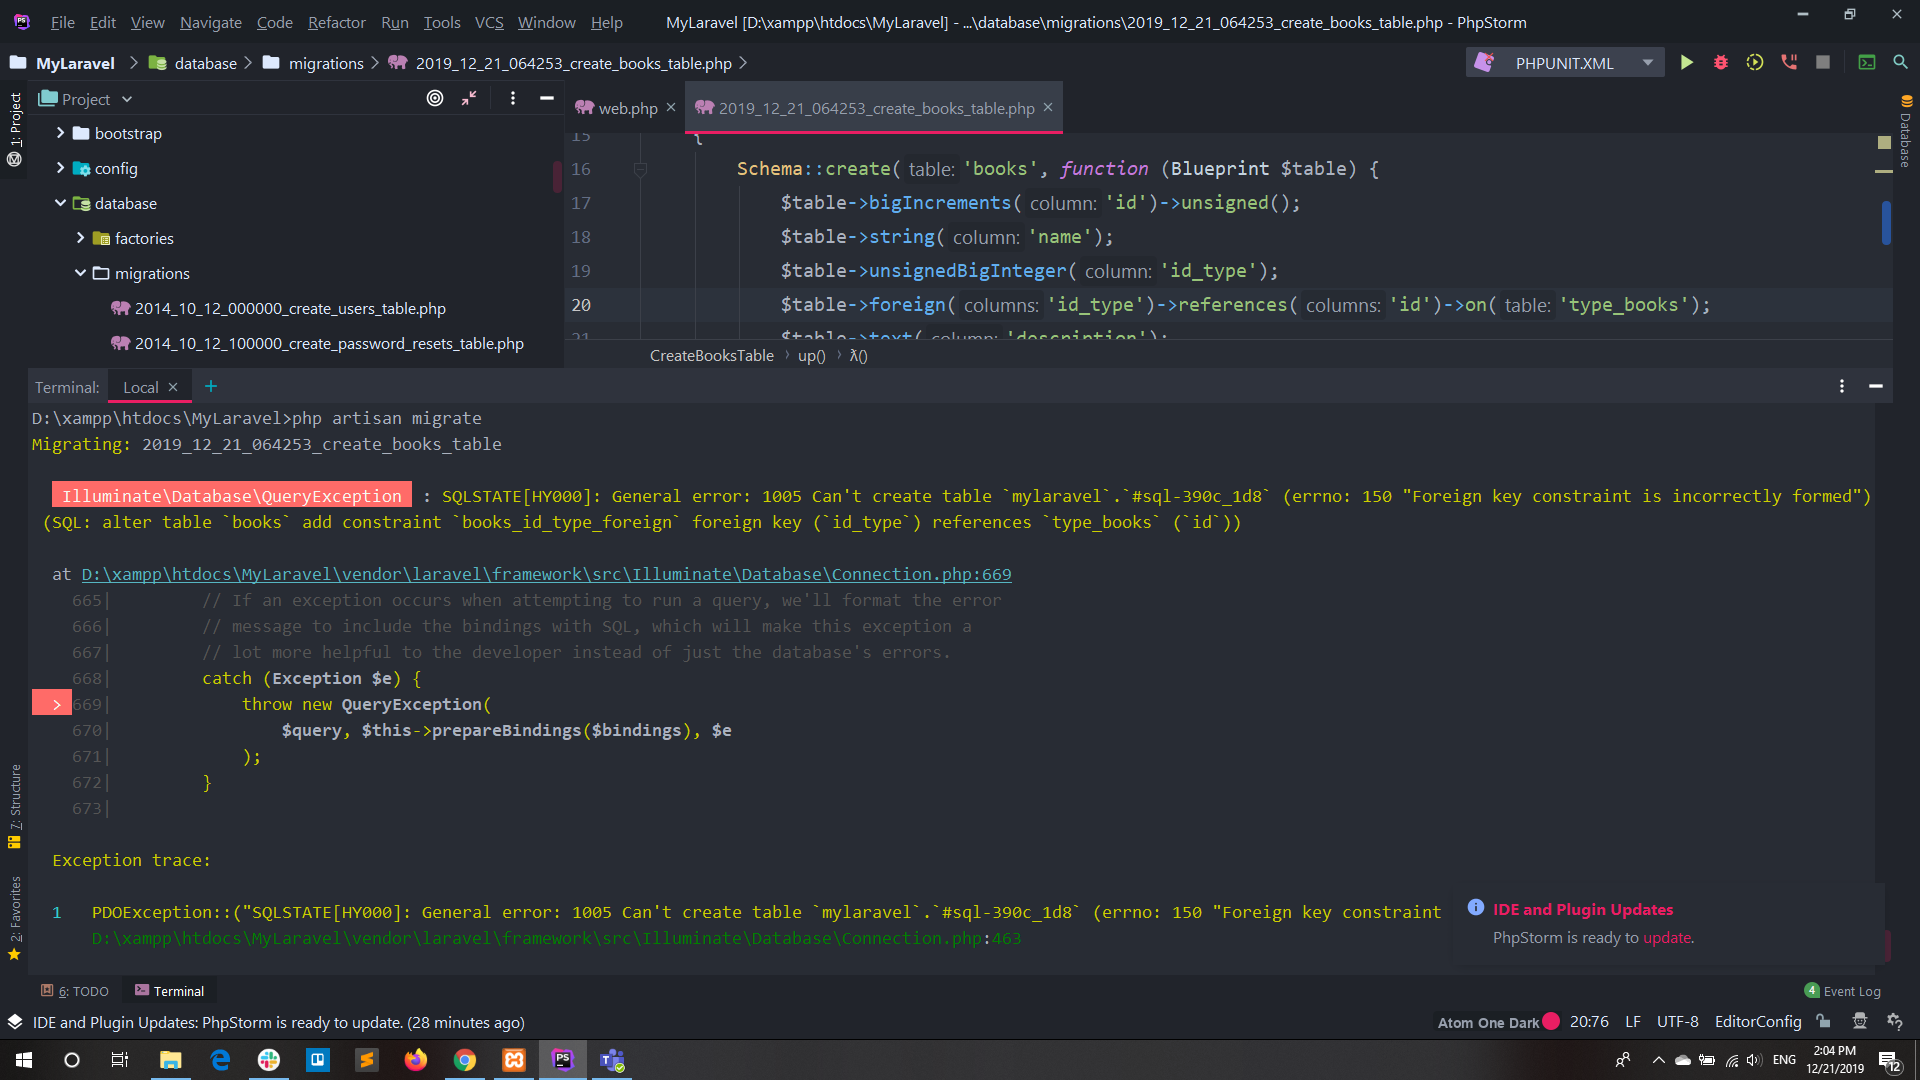 File Edit View Navigate Code Refactor Run Tools VCS Window Help MyLaravel [D:\xampp\htdocs\MyLaravel] - ...\database\migrations\2019_12_21_064253_create_books_table.php - PhpStorm
MyLaravel database migrations 2019_12_21_064253_create_books_table.php PHPUNIT.XML
Project
web.php 2019_12_21_064253_create_books_table.php
1: Project
Database
bootstrap
config
database
factories
migrations
2014_10_12_000000_create_users_table.php
2014_10_12_100000_create_password_resets_table.php
15 {
16 Schema::create( table: 'books', function (Blueprint $table) {
17 $table->bigIncrements( column: 'id')->unsigned();
18 $table->string( column: 'name');
19 $table->unsignedBigInteger( column: 'id_type');
20 $table->foreign( columns: 'id_type')->references( columns: 'id')->on( table: 'type_books');
21 $table->text( column: 'description');
CreateBooksTable › up() › λ()
Terminal: Local +
D:\xampp\htdocs\MyLaravel>php artisan migrate
Migrating: 2019_12_21_064253_create_books_table
Illuminate\Database\QueryException : SQLSTATE[HY000]: General error: 1005 Can't create table `mylaravel`.`#sql-390c_1d8` (errno: 150 "Foreign key constraint is incorrectly formed")
(SQL: alter table `books` add constraint `books_id_type_foreign` foreign key (`id_type`) references `type_books` (`id`))
at D:\xampp\htdocs\MyLaravel\vendor\laravel\framework\src\Illuminate\Database\Connection.php:669
665| // If an exception occurs when attempting to run a query, we'll format the error
666| // message to include the bindings with SQL, which will make this exception a
667| // lot more helpful to the developer instead of just the database's errors.
668| catch (Exception $e) {
> 669| throw new QueryException(
670| $query, $this->prepareBindings($bindings), $e
671| );
672| }
673|
Exception trace:
1 PDOException::("SQLSTATE[HY000]: General error: 1005 Can't create table `mylaravel`.`#sql-390c_1d8` (errno: 150 "Foreign key constraint
D:\xampp\htdocs\MyLaravel\vendor\laravel\framework\src\Illuminate\Database\Connection.php:463
7: Structure
2: Favorites
IDE and Plugin Updates
PhpStorm is ready to update.
6: TODO Terminal 4 Event Log
IDE and Plugin Updates: PhpStorm is ready to update. (28 minutes ago) Atom One Dark 20:76 LF UTF-8 EditorConfig
PS
ENG
2:04 PM
12/21/2019
12